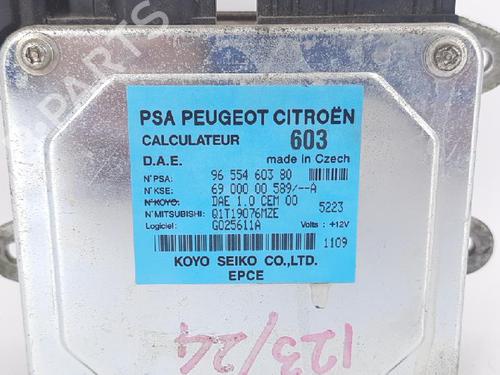 PSA PEUGEOT CITROËN
CALCULATEUR 603
D.A.E. made in Czech
N°PSA: 96 554 603 80
N°KSE: 69 000 00 589/--A
N°KOYO: DAE 1.0 CEM 00 5223
N°MITSUBISHI: Q1T19076MZE
Logiciel: G025611A Volts : +12V
1109
KOYO SEIKO CO.,LTD.
EPCE
123/24